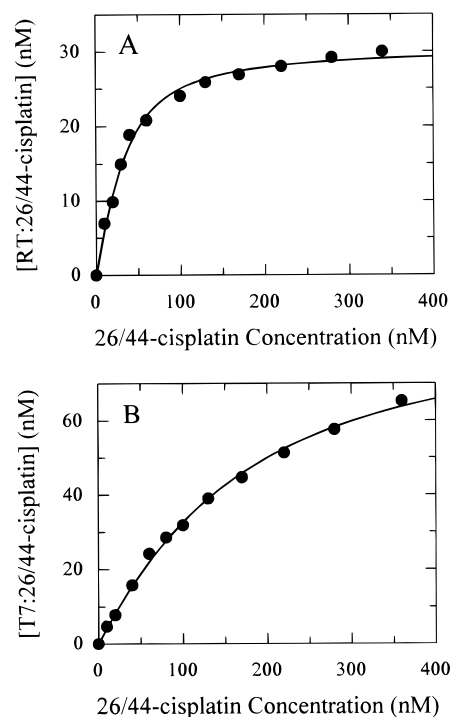 A
[RT:26/44-cisplatin] (nM)
30
20
10
0
0 100 200 300 400
26/44-cisplatin Concentration (nM)
B
[T7:26/44-cisplatin] (nM)
60
40
20
0
0 100 200 300 400
26/44-cisplatin Concentration (nM)